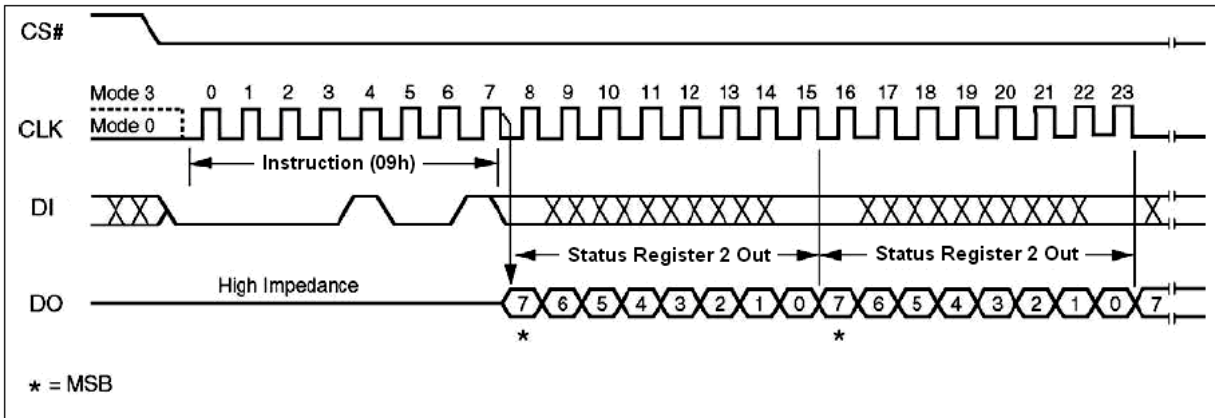 CS#
Mode 3 0 1 2 3 4 5 6 7 8 9 10 11 12 13 14 15 16 17 18 19 20 21 22 23
CLK Mode 0
Instruction (09h)
DI
Status Register 2 Out Status Register 2 Out
High Impedance
DO 7 6 5 4 3 2 1 0 7 6 5 4 3 2 1 0 7
* *
* = MSB